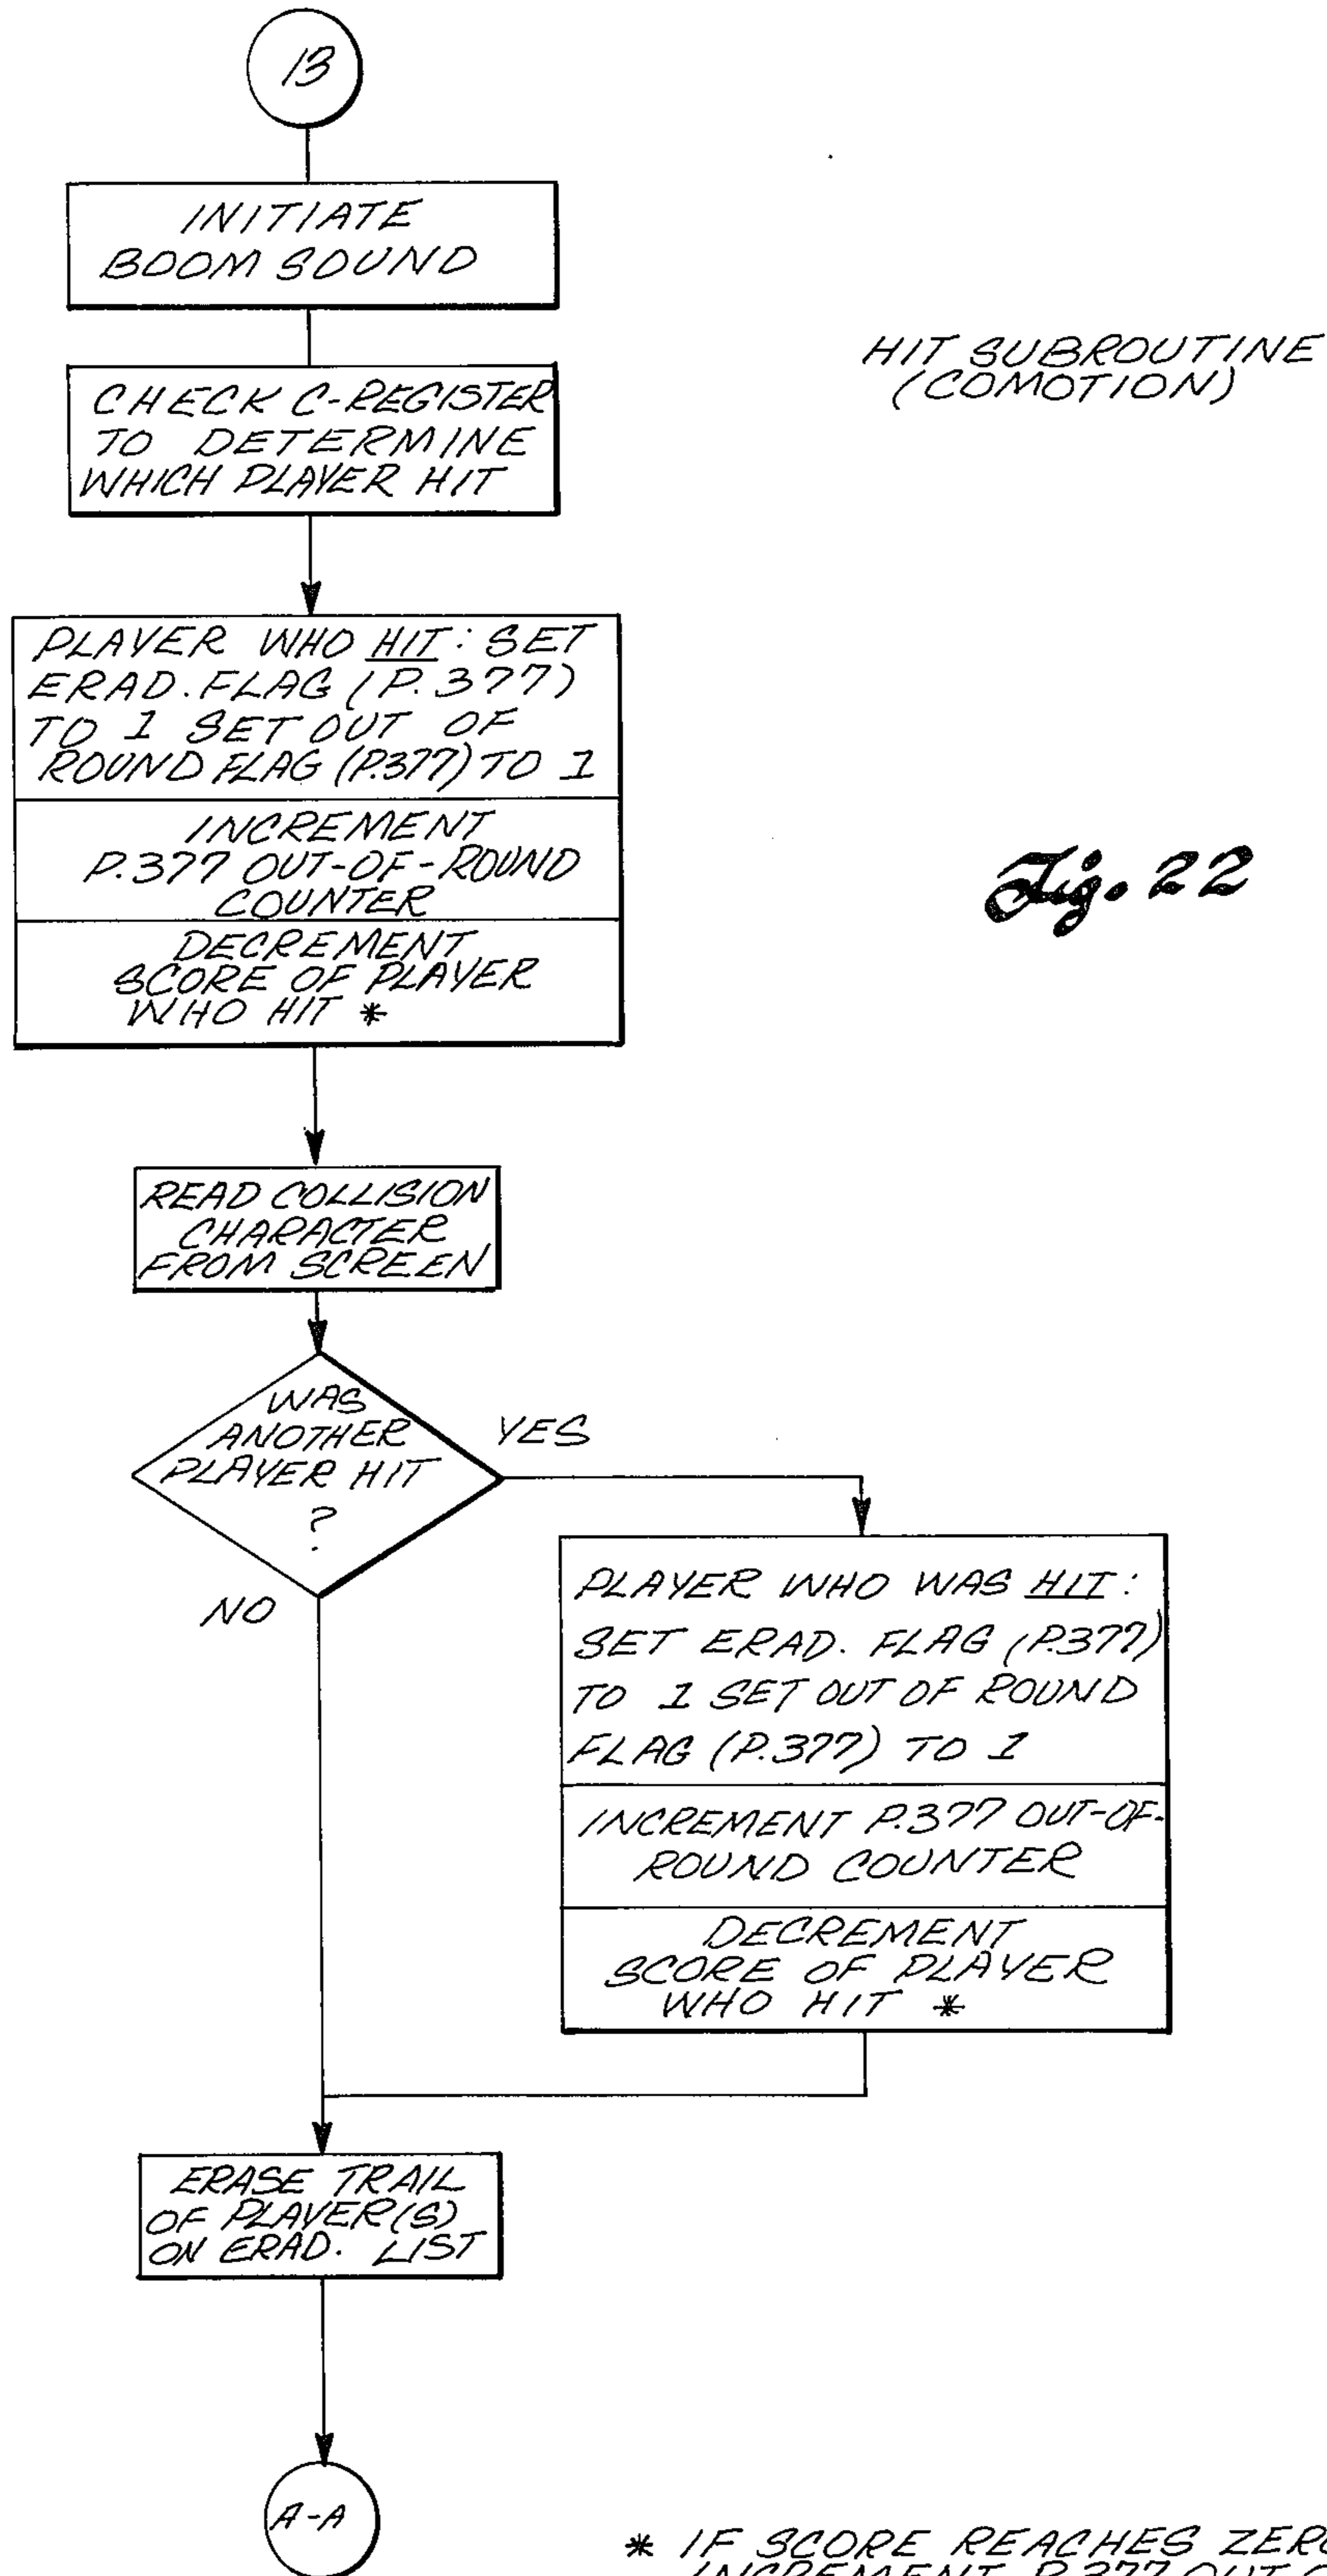 13
INITIATE
BOOM SOUND
HIT SUBROUTINE
(COMOTION)
CHECK C-REGISTER
TO DETERMINE
WHICH PLAYER HIT
PLAYER WHO HIT: SET
ERAD. FLAG (P.377)
TO 1 SET OUT OF
ROUND FLAG (P.377) TO 1
INCREMENT
P.377 OUT-OF-ROUND
COUNTER
DECREMENT
SCORE OF PLAYER
WHO HIT *
Fig. 22
READ COLLISION
CHARACTER
FROM SCREEN
WAS
ANOTHER
PLAYER HIT
?
YES
NO
PLAYER WHO WAS HIT:
SET ERAD. FLAG (P.377)
TO 1 SET OUT OF ROUND
FLAG (P.377) TO 1
INCREMENT P.377 OUT-OF-
ROUND COUNTER
DECREMENT
SCORE OF PLAYER
WHO HIT *
ERASE TRAIL
OF PLAYER(S)
ON ERAD. LIST
A-A
* IF SCORE REACHES ZERO
INCREMENT P.377 OUT